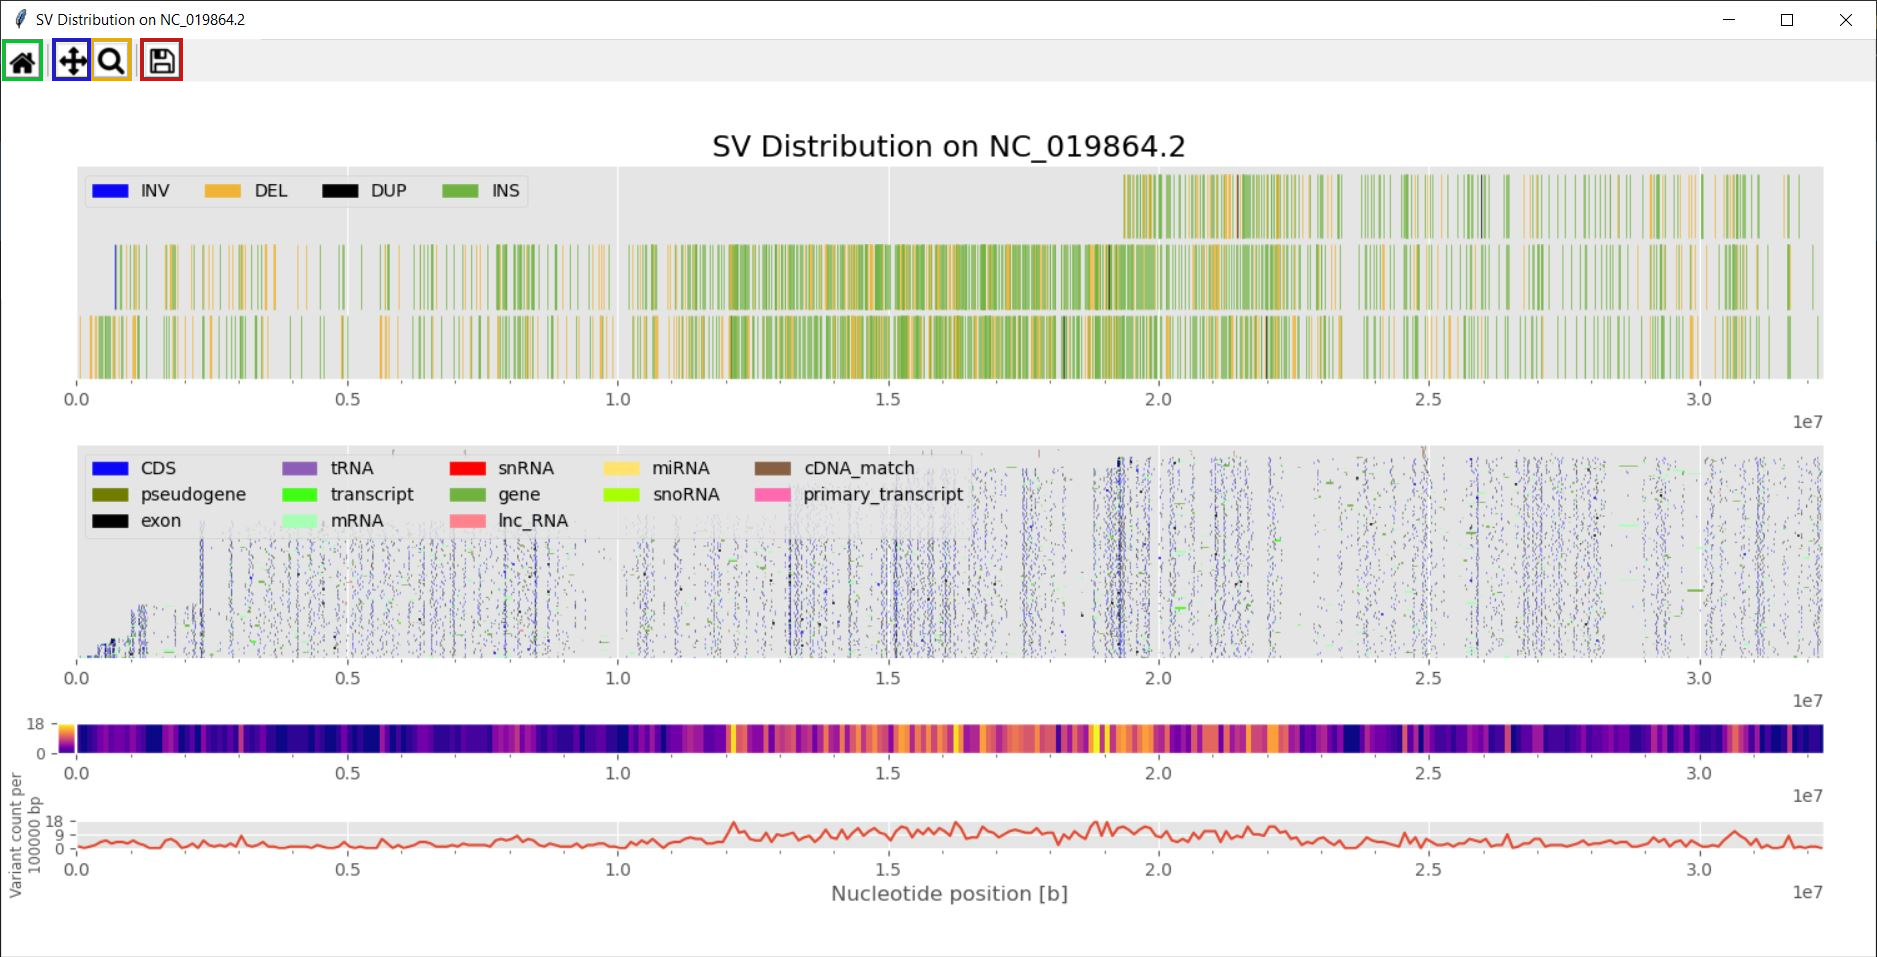 SV Distribution on NC_019864.2
SV Distribution on NC_019864.2
INV DEL DUP INS
0.0 0.5 1.0 1.5 2.0 2.5 3.0
1e7
CDS tRNA snRNA miRNA cDNA_match
pseudogene transcript gene snoRNA primary_transcript
exon mRNA lnc_RNA
0.0 0.5 1.0 1.5 2.0 2.5 3.0
1e7
18
0
0.0 0.5 1.0 1.5 2.0 2.5 3.0
1e7
Variant count per
100000 bp
18
9
0
0.0 0.5 1.0 1.5 2.0 2.5 3.0
Nucleotide position [b]
1e7